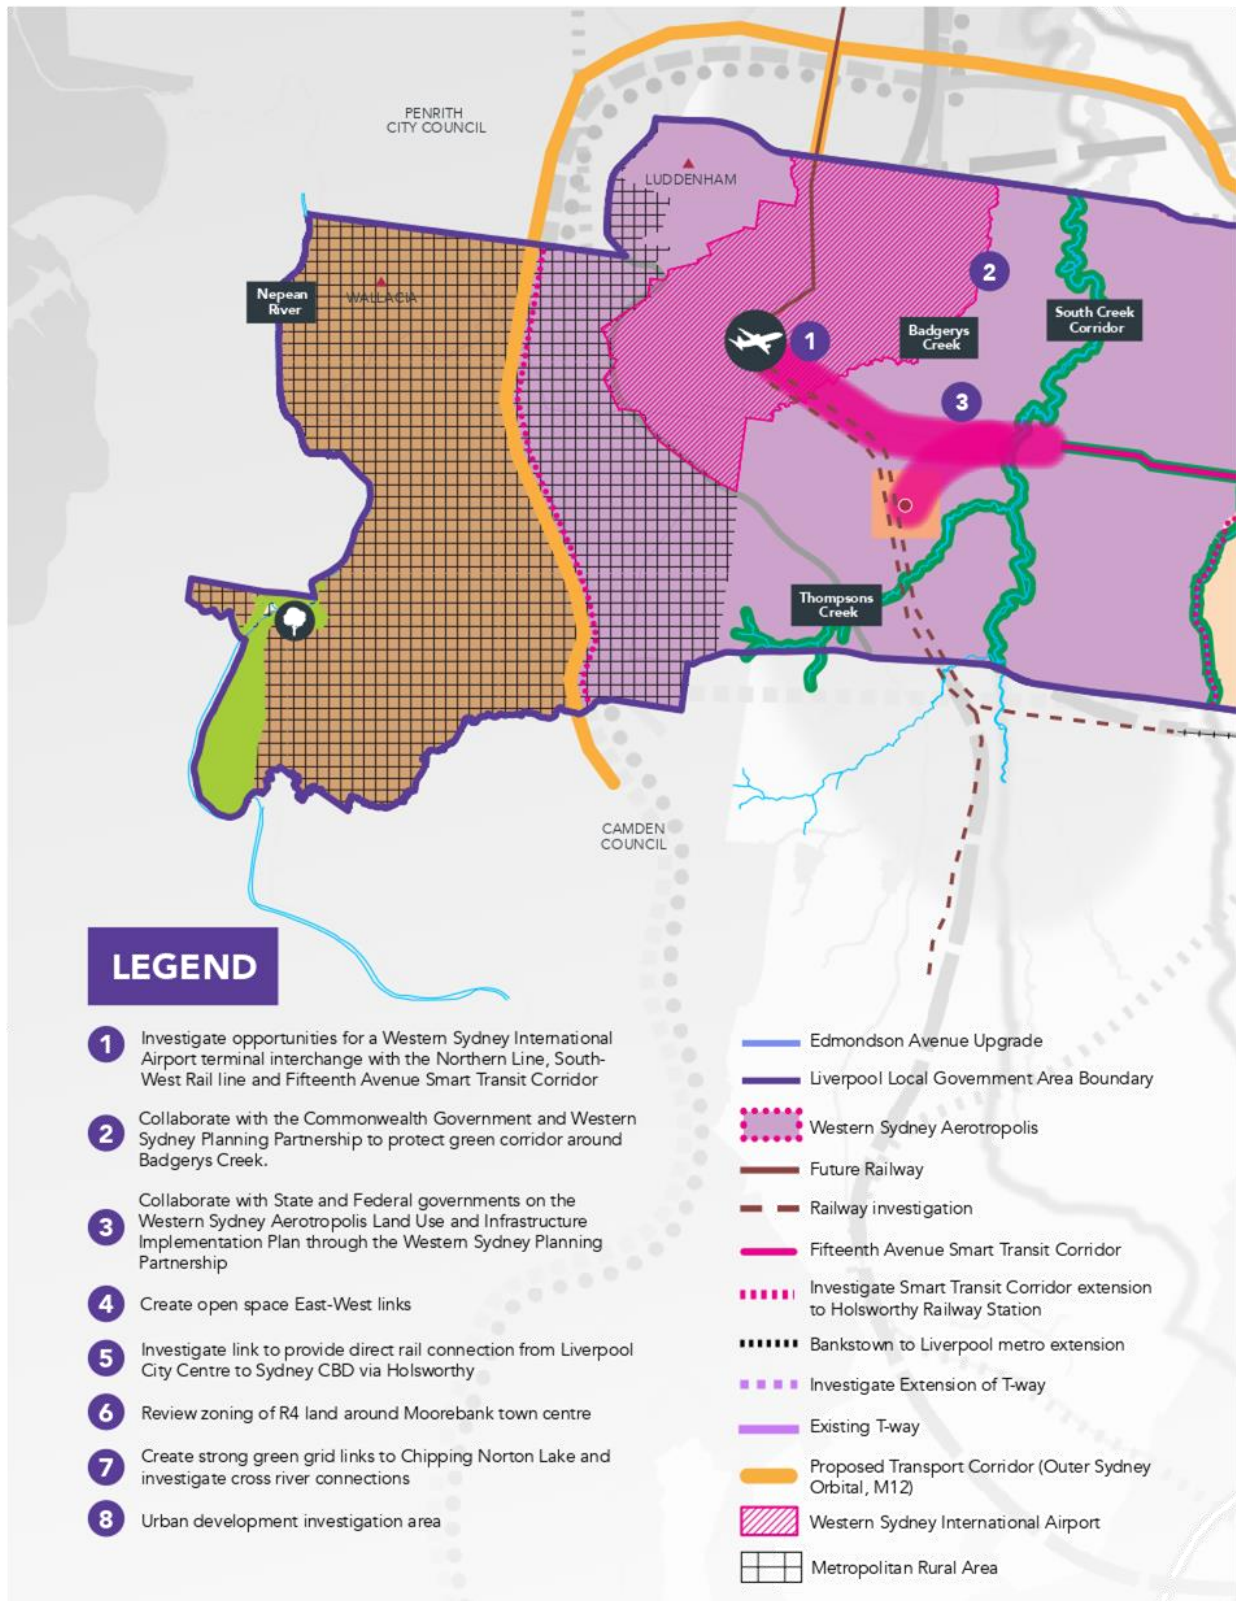 PENRITH
CITY COUNCIL
LUDDENHAM
Nepean
River
WALLACIA
2
South Creek
Corridor
1
Badgerys
Creek
3
Thompsons
Creek
CAMDEN
COUNCIL
LEGEND
1
Investigate opportunities for a Western Sydney International
Airport terminal interchange with the Northern Line, South-
West Rail line and Fifteenth Avenue Smart Transit Corridor
2
Collaborate with the Commonwealth Government and Western
Sydney Planning Partnership to protect green corridor around
Badgerys Creek.
3
Collaborate with State and Federal governments on the
Western Sydney Aerotropolis Land Use and Infrastructure
Implementation Plan through the Western Sydney Planning
Partnership
4
Create open space East-West links
5
Investigate link to provide direct rail connection from Liverpool
City Centre to Sydney CBD via Holsworthy
6
Review zoning of R4 land around Moorebank town centre
7
Create strong green grid links to Chipping Norton Lake and
investigate cross river connections
8
Urban development investigation area
Edmondson Avenue Upgrade
Liverpool Local Government Area Boundary
Western Sydney Aerotropolis
Future Railway
Railway investigation
Fifteenth Avenue Smart Transit Corridor
Investigate Smart Transit Corridor extension
to Holsworthy Railway Station
Bankstown to Liverpool metro extension
Investigate Extension of T-way
Existing T-way
Proposed Transport Corridor (Outer Sydney
Orbital, M12)
Western Sydney International Airport
Metropolitan Rural Area